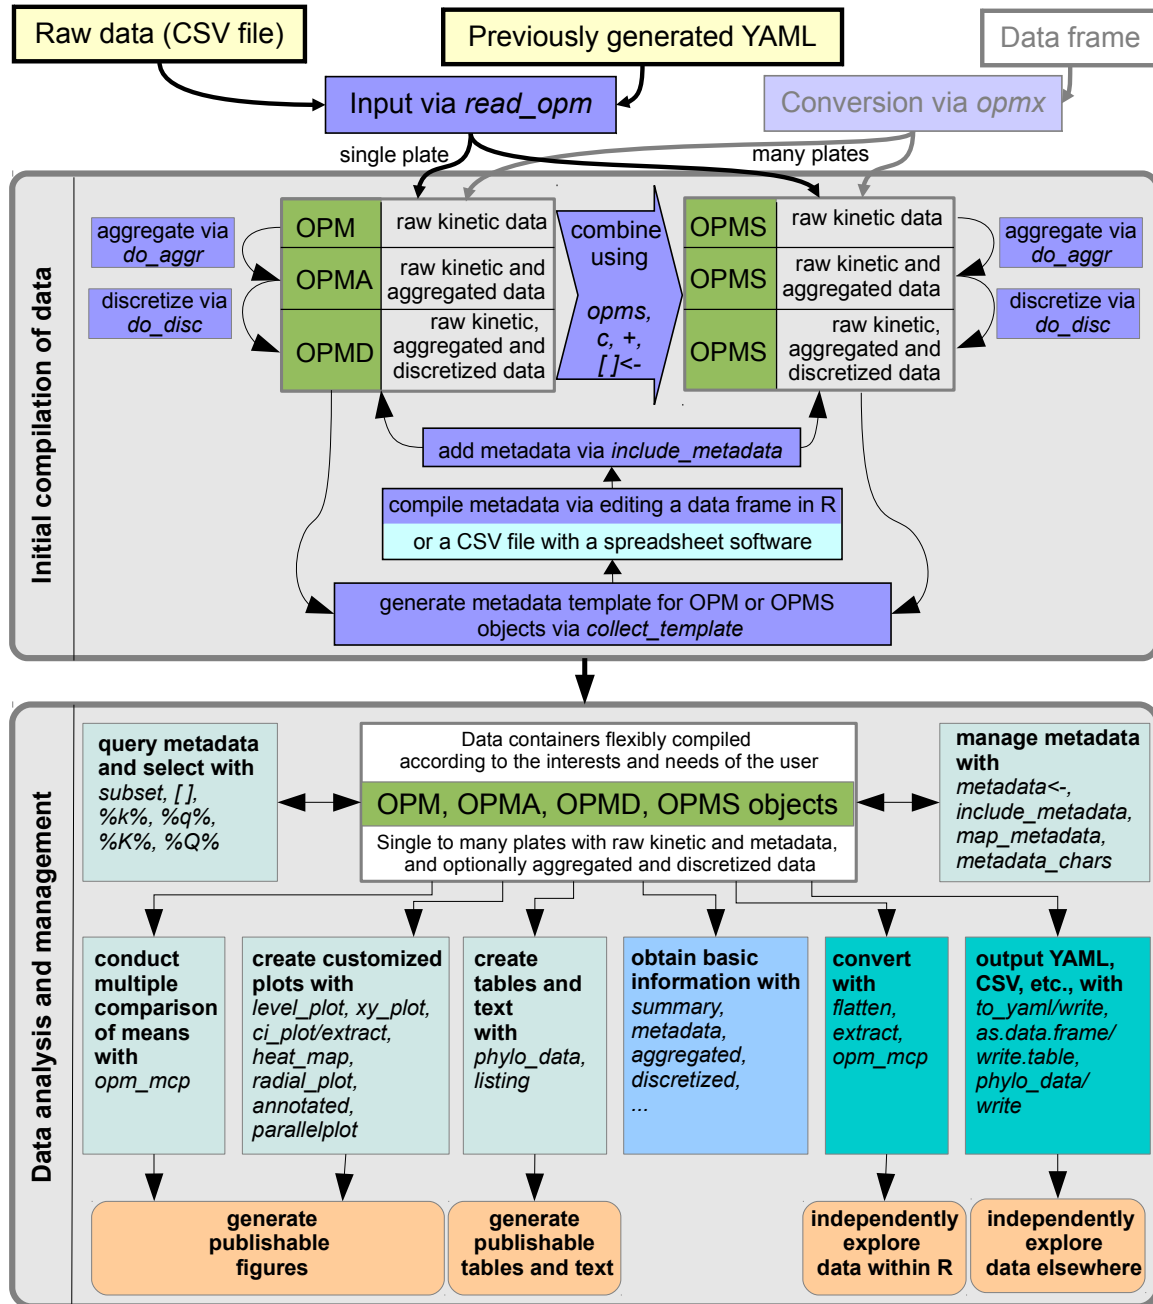 Raw data (CSV file)
Previously generated YAML
Data frame
Input via read_opm
Conversion via opmx
single plate
many plates
Initial compilation of data
aggregate via
do_aggr
discretize via
do_disc
OPM
raw kinetic data
OPMA
raw kinetic and
aggregated data
OPMD
raw kinetic,
aggregated and
discretized data
combine
using
opms,
c, +,
[ ]<-
OPMS
raw kinetic data
OPMS
raw kinetic and
aggregated data
OPMS
raw kinetic,
aggregated and
discretized data
aggregate via
do_aggr
discretize via
do_disc
add metadata via include_metadata
compile metadata via editing a data frame in R
or a CSV file with a spreadsheet software
generate metadata template for OPM or OPMS
objects via collect_template
Data analysis and management
query metadata
and select with
subset, [ ],
%k%, %q%,
%K%, %Q%
Data containers flexibly compiled
according to the interests and needs of the user
OPM, OPMA, OPMD, OPMS objects
Single to many plates with raw kinetic and metadata,
and optionally aggregated and discretized data
manage metadata
with
metadata<-,
include_metadata,
map_metadata,
metadata_chars
conduct
multiple
comparison
of means
with
opm_mcp
create customized
plots with
level_plot, xy_plot,
ci_plot/extract,
heat_map,
radial_plot,
annotated,
parallelplot
create
tables and
text
with
phylo_data,
listing
obtain basic
information with
summary,
metadata,
aggregated,
discretized,
...
convert
with
flatten,
extract,
opm_mcp
output YAML,
CSV, etc., with
to_yaml/write,
as.data.frame/
write.table,
phylo_data/
write
generate
publishable
figures
generate
publishable
tables and text
independently
explore
data within R
independently
explore
data elsewhere